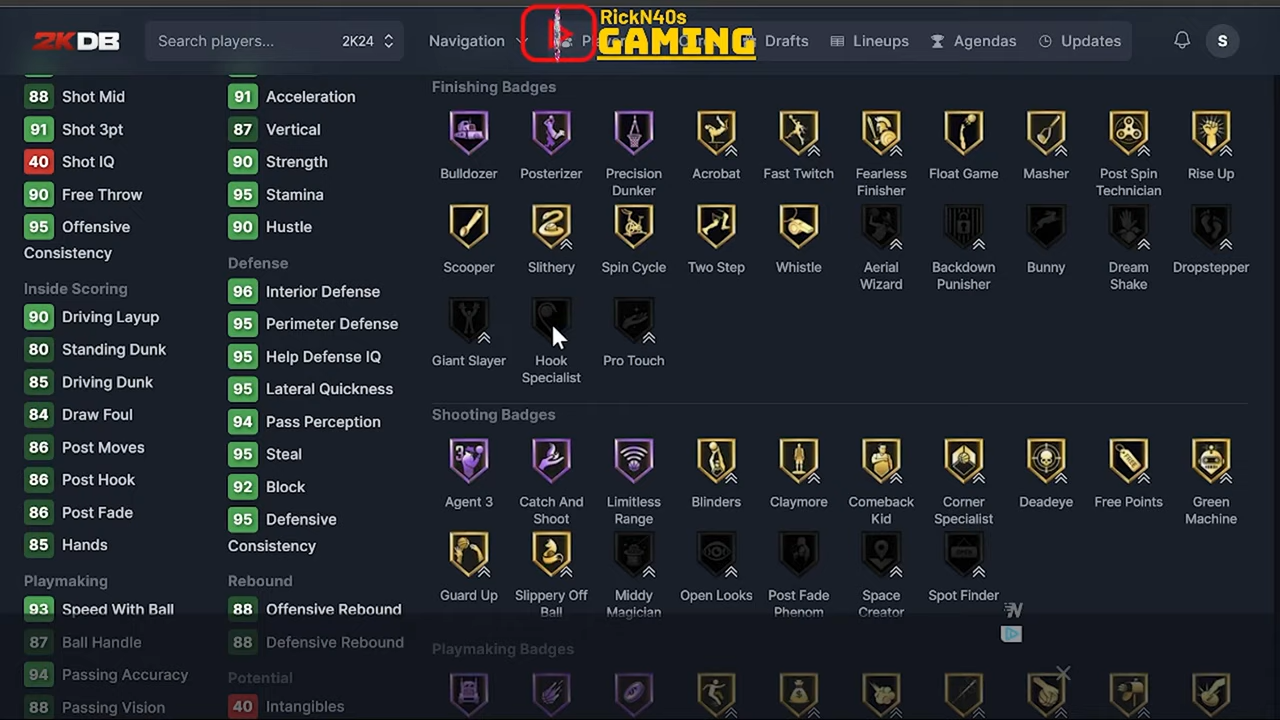 2KDB
Search players...
2K24
Navigation
RickN40s
GAMING
Drafts
Lineups
Agendas
Updates
S
88 Shot Mid
91 Shot 3pt
40 Shot IQ
90 Free Throw
95 Offensive
Consistency
Inside Scoring
90 Driving Layup
80 Standing Dunk
85 Driving Dunk
84 Draw Foul
86 Post Moves
86 Post Hook
86 Post Fade
85 Hands
Playmaking
93 Speed With Ball
87 Ball Handle
94 Passing Accuracy
88 Passing Vision
91 Acceleration
87 Vertical
90 Strength
95 Stamina
90 Hustle
Defense
96 Interior Defense
95 Perimeter Defense
95 Help Defense IQ
95 Lateral Quickness
94 Pass Perception
95 Steal
92 Block
95 Defensive
Consistency
Rebound
88 Offensive Rebound
88 Defensive Rebound
Potential
40 Intangibles
Finishing Badges
Bulldozer
Posterizer
Precision
Dunker
Acrobat
Fast Twitch
Fearless
Finisher
Float Game
Masher
Post Spin
Technician
Rise Up
Scooper
Slithery
Spin Cycle
Two Step
Whistle
Aerial
Wizard
Backdown
Punisher
Bunny
Dream
Shake
Dropstepper
Giant Slayer
Hook
Specialist
Pro Touch
Shooting Badges
Agent 3
Catch And
Shoot
Limitless
Range
Blinders
Claymore
Comeback
Kid
Corner
Specialist
Deadeye
Free Points
Green
Machine
Guard Up
Slippery Off
Ball
Middy
Magician
Open Looks
Post Fade
Phenom
Space
Creator
Spot Finder
Playmaking Badges